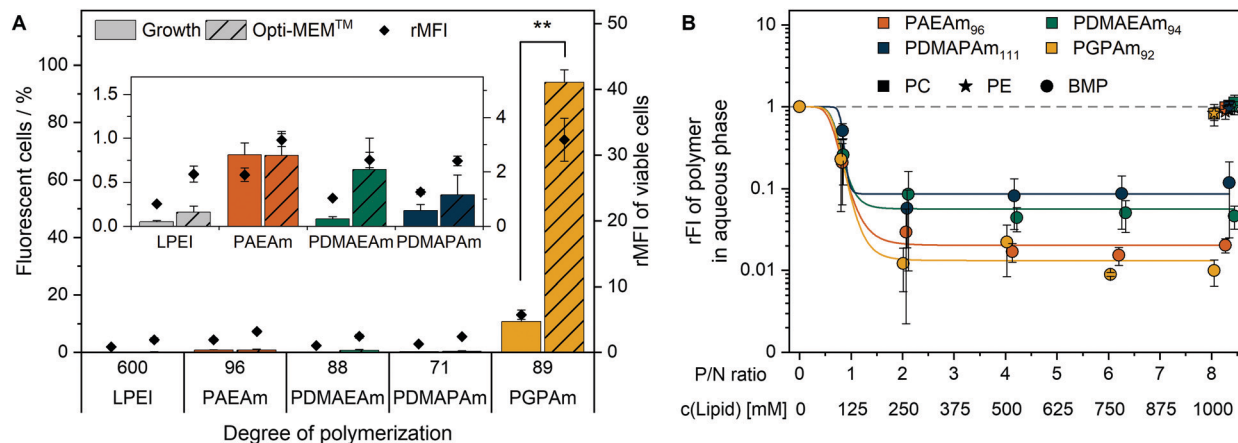 A
Growth Opti-MEM™ rMFI
Fluorescent cells / %
100
80
60
40
20
0
1.5
1.0
0.5
0.0
4
2
0
LPEI PAEAm PDMAEAm PDMAPAm
**
50
40
30
20
10
0
rMFI of viable cells
600 96 88 71 89
LPEI PAEAm PDMAEAm PDMAPAm PGPAm
Degree of polymerization
B
PAEAm96 PDMAEAm94
PDMAPAm111 PGPAm92
PC PE BMP
rFI of polymer
in aqueous phase
10
1
0.1
0.01
P/N ratio 0 1 2 3 4 5 6 7 8
c(Lipid) [mM] 0 125 250 375 500 625 750 875 1000